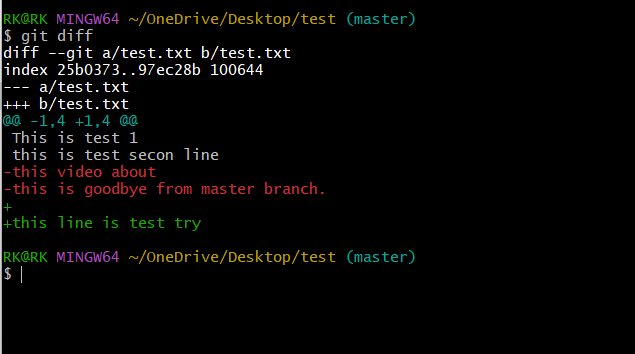 RK@RK MINGW64 ~/OneDrive/Desktop/test (master)
$ git diff
diff --git a/test.txt b/test.txt
index 25b0373..97ec28b 100644
--- a/test.txt
+++ b/test.txt
@@ -1,4 +1,4 @@
 This is test 1
 this is test secon line
-this video about
-this is goodbye from master branch.
+
+this line is test try
RK@RK MINGW64 ~/OneDrive/Desktop/test (master)
$